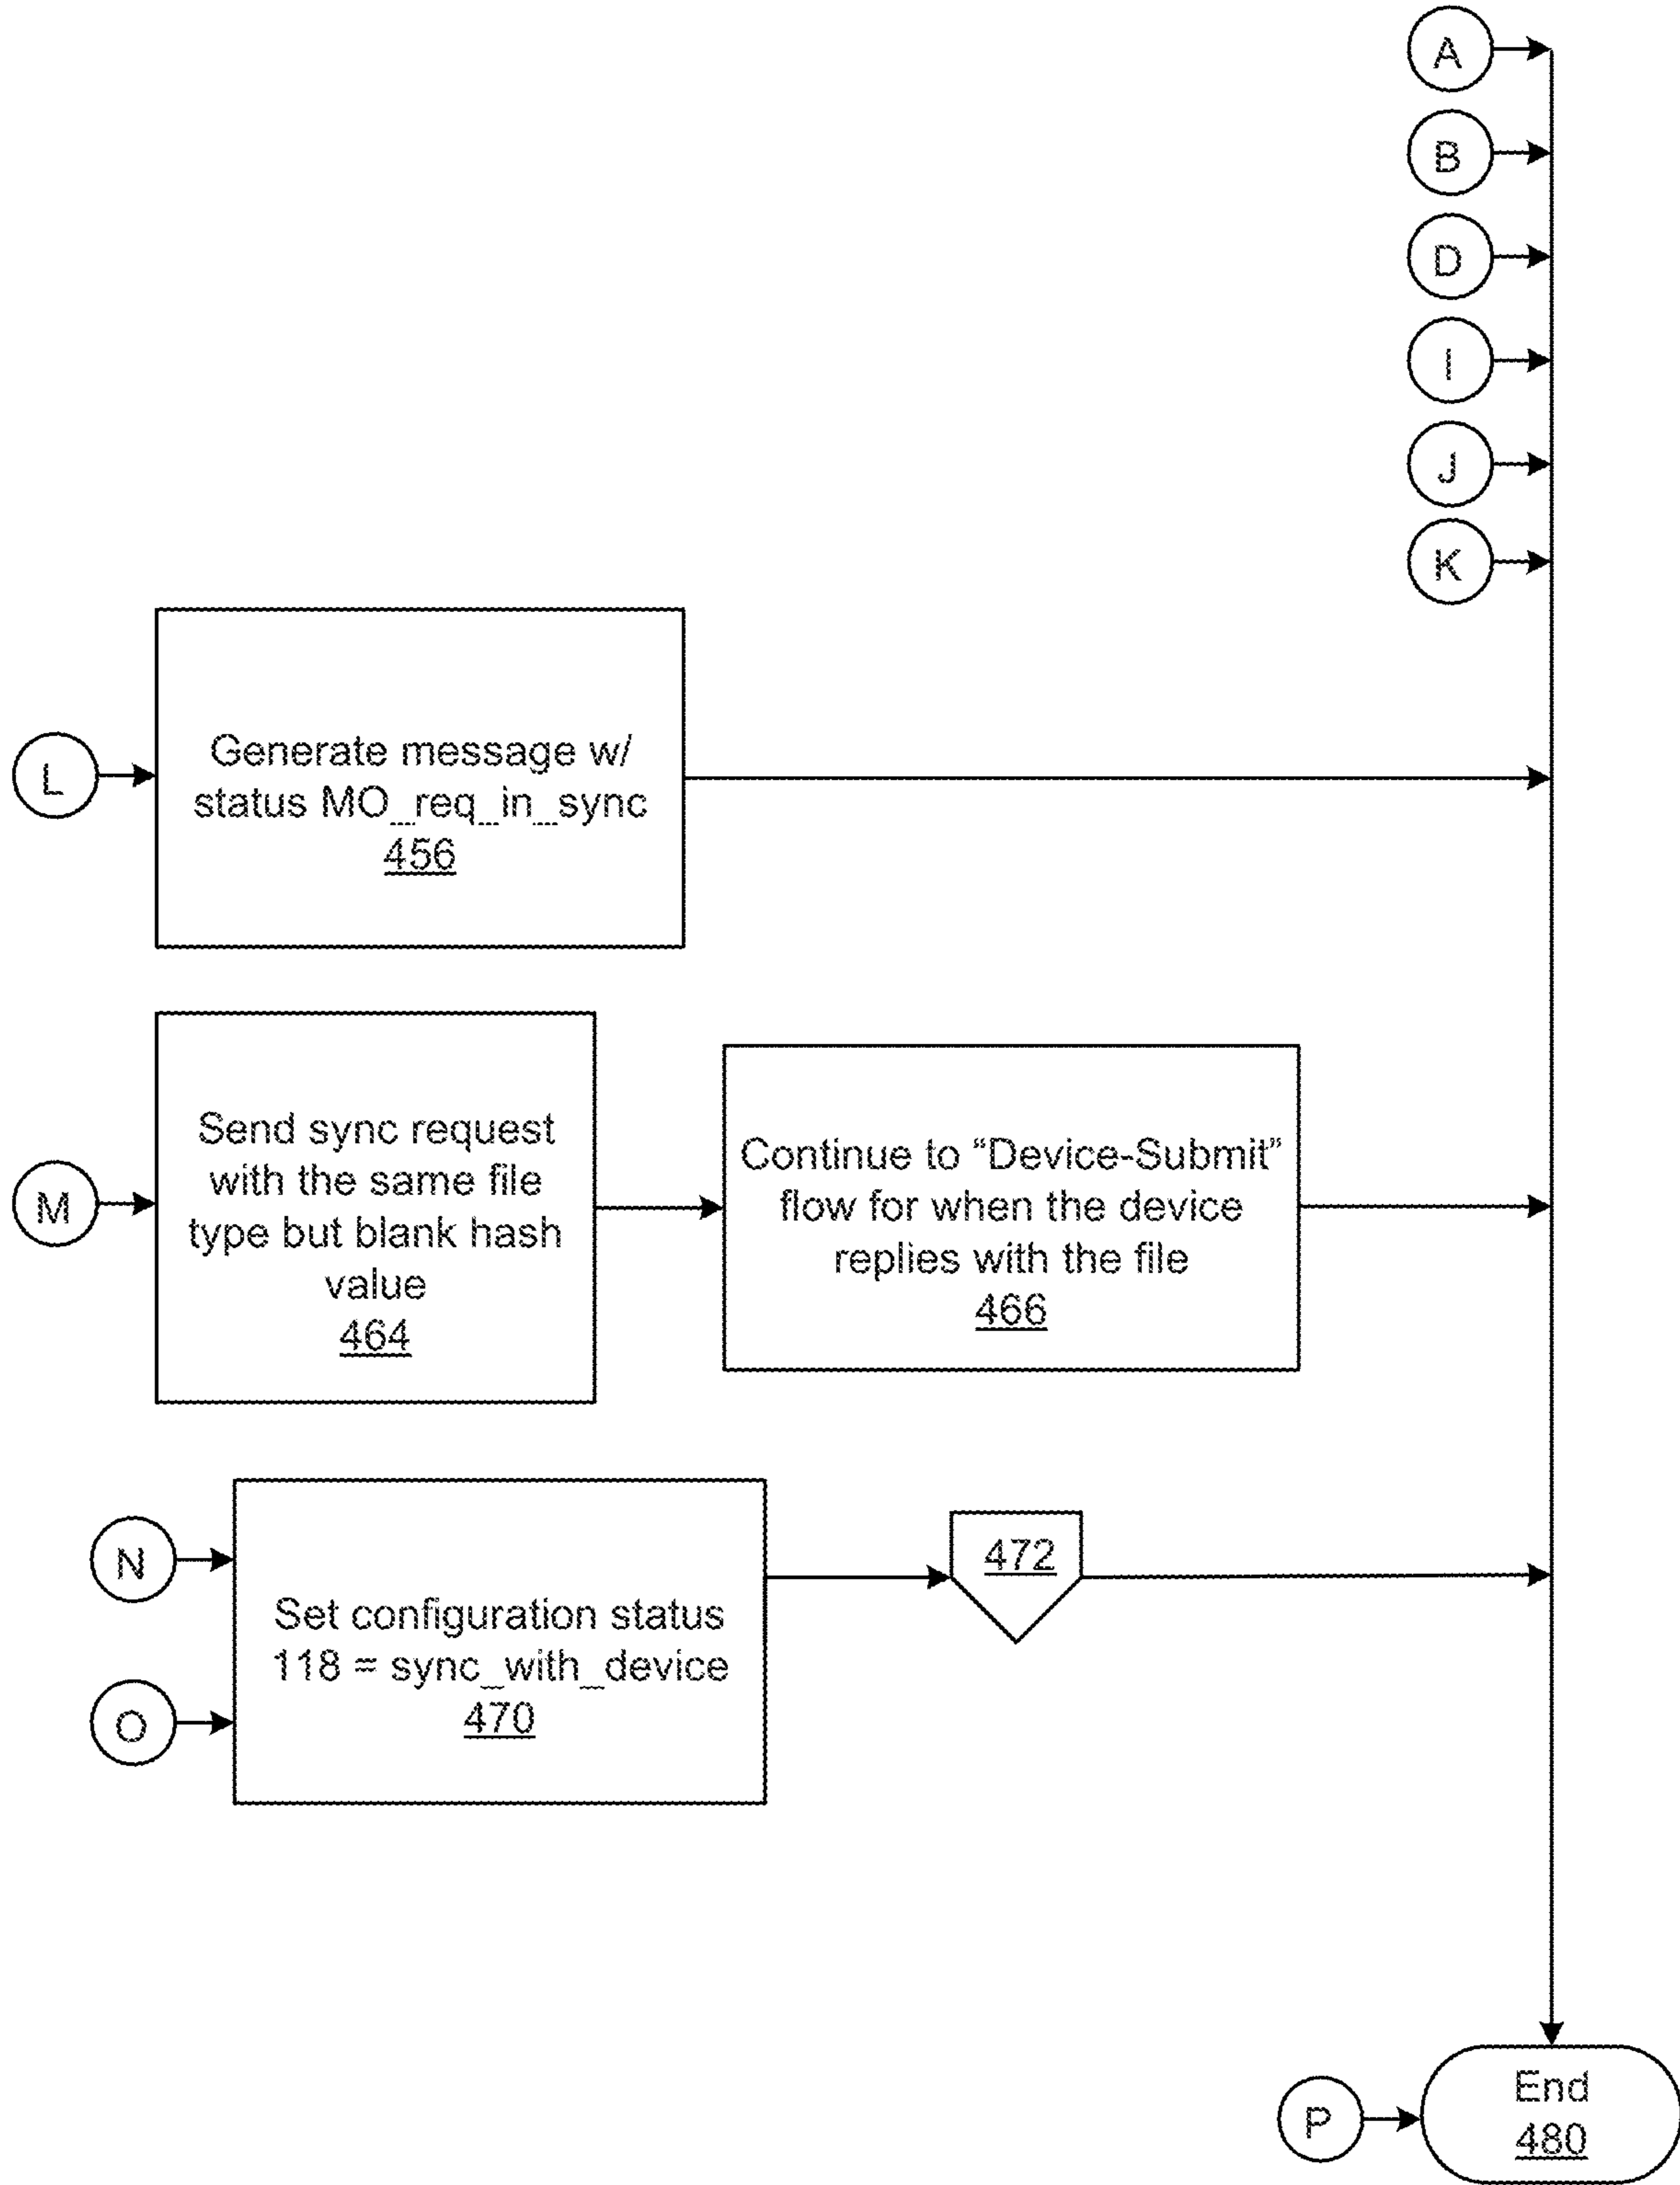 A
B
D
I
J
K
L
Generate message w/
status MO_req_in_sync
456
M
Send sync request
with the same file
type but blank hash
value
464
Continue to “Device-Submit”
flow for when the device
replies with the file
466
N
O
Set configuration status
118 = sync_with_device
470
472
P
End
480